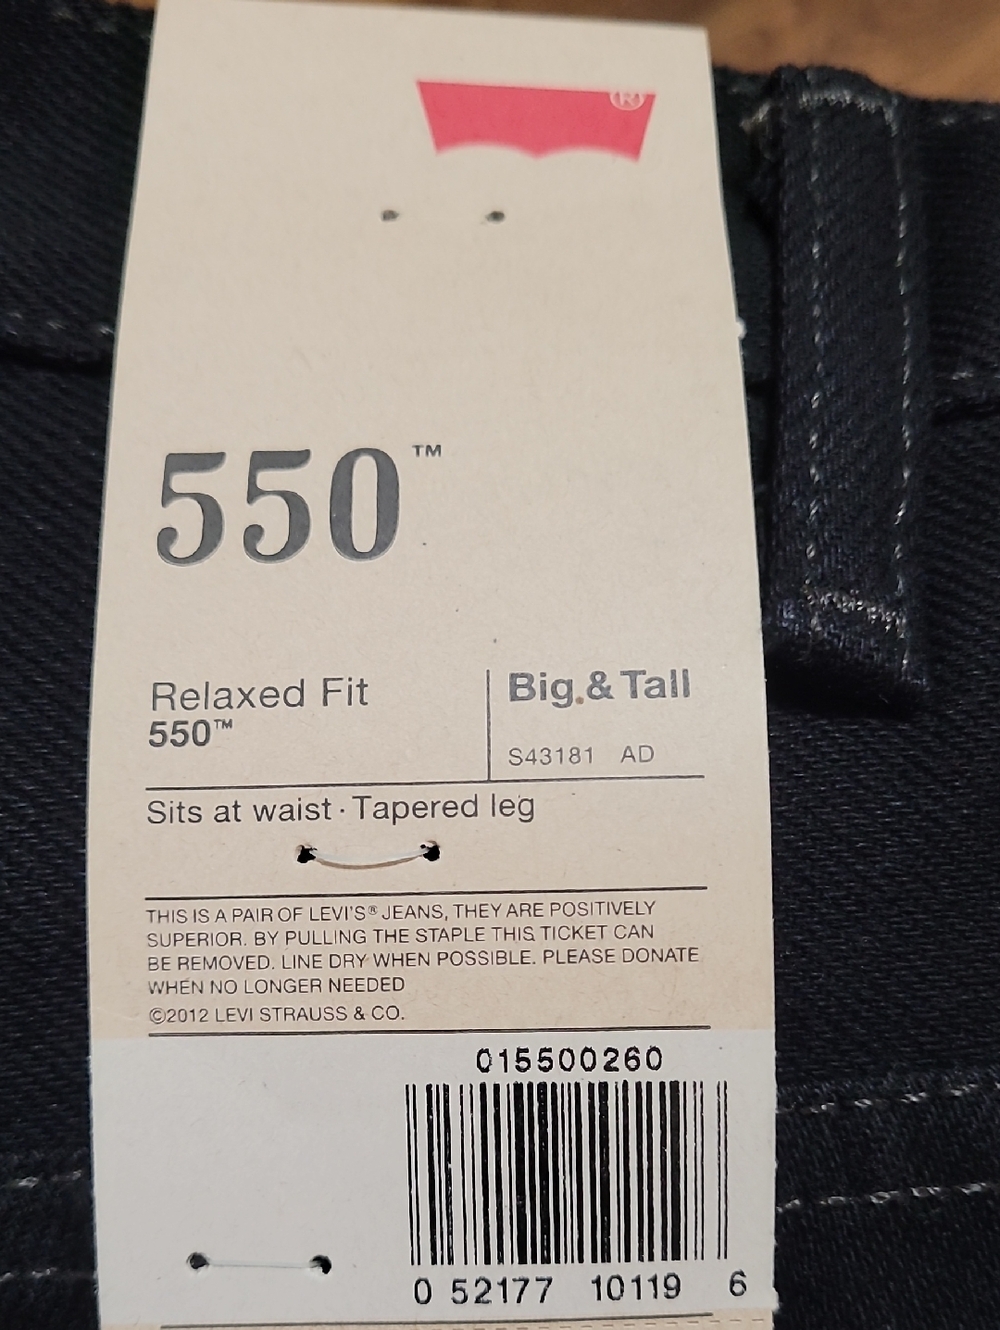 ®
550™
Relaxed Fit
550™
Big & Tall
S43181 AD
Sits at waist · Tapered leg
THIS IS A PAIR OF LEVI'S® JEANS, THEY ARE POSITIVELY
SUPERIOR. BY PULLING THE STAPLE THIS TICKET CAN
BE REMOVED. LINE DRY WHEN POSSIBLE. PLEASE DONATE
WHEN NO LONGER NEEDED
©2012 LEVI STRAUSS & CO.
015500260
0 52177 10119 6